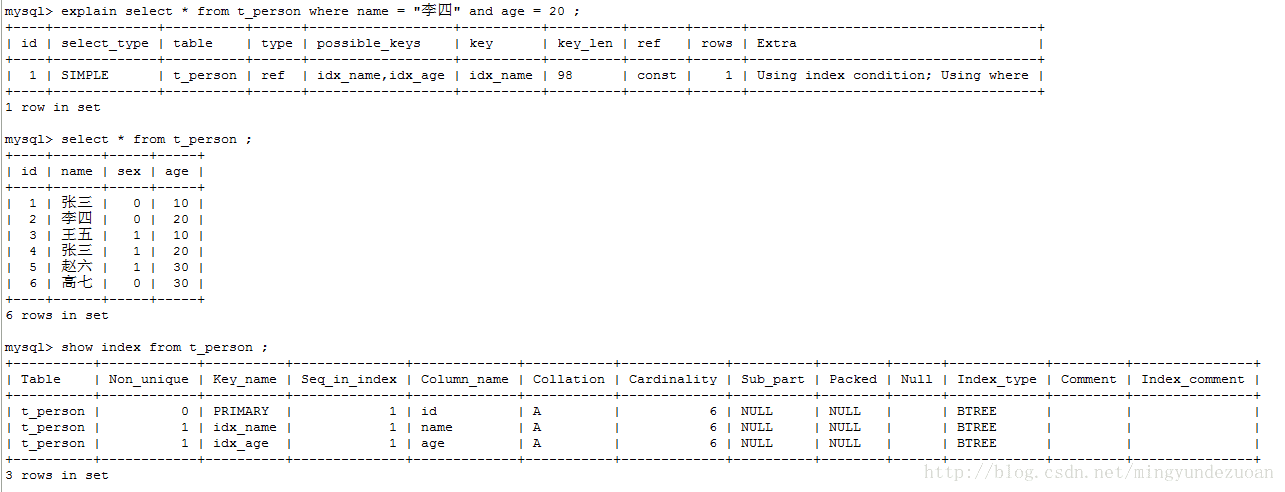 mysql> explain select * from t_person where name = "李四" and age = 20 ;
+----+-------------+----------+------+------------------+----------+---------+-------+------+------------------------------------+
| id | select_type | table | type | possible_keys | key | key_len | ref | rows | Extra |
+----+-------------+----------+------+------------------+----------+---------+-------+------+------------------------------------+
| 1 | SIMPLE | t_person | ref | idx_name,idx_age | idx_name | 98 | const | 1 | Using index condition; Using where |
+----+-------------+----------+------+------------------+----------+---------+-------+------+------------------------------------+
1 row in set
mysql> select * from t_person ;
+----+------+-----+-----+
| id | name | sex | age |
+----+------+-----+-----+
| 1 | 张三 | 0 | 10 |
| 2 | 李四 | 0 | 20 |
| 3 | 王五 | 1 | 10 |
| 4 | 张三 | 1 | 20 |
| 5 | 赵六 | 1 | 30 |
| 6 | 高七 | 0 | 30 |
+----+------+-----+-----+
6 rows in set
mysql> show index from t_person ;
+----------+------------+----------+--------------+-------------+-----------+-------------+----------+--------+------+------------+---------+---------------+
| Table | Non_unique | Key_name | Seq_in_index | Column_name | Collation | Cardinality | Sub_part | Packed | Null | Index_type | Comment | Index_comment |
+----------+------------+----------+--------------+-------------+-----------+-------------+----------+--------+------+------------+---------+---------------+
| t_person | 0 | PRIMARY | 1 | id | A | 6 | NULL | NULL | | BTREE | | |
| t_person | 1 | idx_name | 1 | name | A | 6 | NULL | NULL | | BTREE | | |
| t_person | 1 | idx_age | 1 | age | A | 6 | NULL | NULL | | BTREE | | |
+----------+------------+----------+--------------+-------------+-----------+-------------+----------+--------+------+------------+---------+---------------+
3 rows in set
http://blog.csdn.net/mingyundezuoan